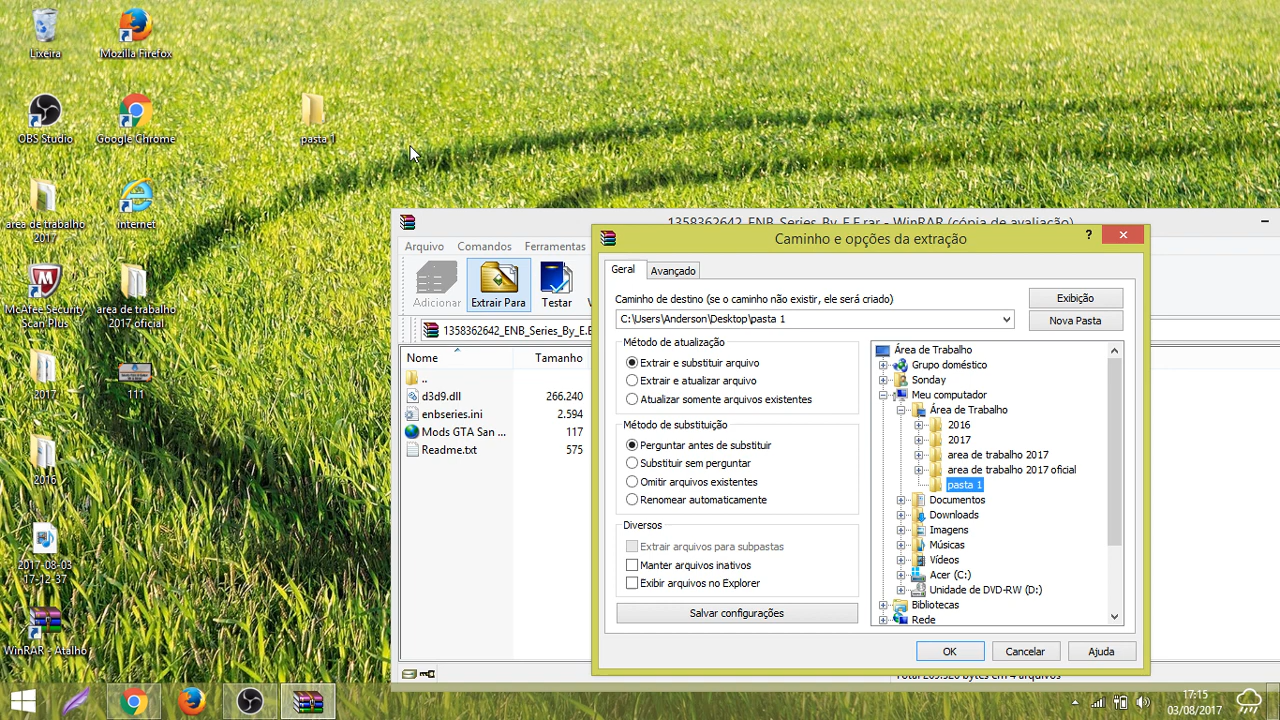 Lixeira
Mozilla Firefox
OBS Studio
Google Chrome
pasta 1
area de trabalho
2017
internet
McAfee Security
Scan Plus
area de trabalho
2017 oficial
2017
111
2016
2017-08-03
17-12-37
WinRAR - Atalho
1358362642_ENB_Series_By_E.F.rar - WinRAR (cópia de avaliação)
Arquivo Comandos Ferramentas
Adicionar Extrair Para Testar
1358362642_ENB_Series_By_E.F
Nome Tamanho
..
d3d9.dll 266.240
enbseries.ini 2.594
Mods GTA San ... 117
Readme.txt 575
Caminho e opções da extração
?
Geral Avançado
Caminho de destino (se o caminho não existir, ele será criado)
C:\Users\Anderson\Desktop\pasta 1
Exibição
Nova Pasta
Método de atualização
Extrair e substituir arquivo
Extrair e atualizar arquivo
Atualizar somente arquivos existentes
Método de substituição
Perguntar antes de substituir
Substituir sem perguntar
Omitir arquivos existentes
Renomear automaticamente
Diversos
Extrair arquivos para subpastas
Manter arquivos inativos
Exibir arquivos no Explorer
Salvar configurações
Área de Trabalho
Grupo doméstico
Sonday
Meu computador
Área de Trabalho
2016
2017
area de trabalho 2017
area de trabalho 2017 oficial
pasta 1
Documentos
Downloads
Imagens
Músicas
Vídeos
Acer (C:)
Unidade de DVD-RW (D:)
Bibliotecas
Rede
OK Cancelar Ajuda
Total 269.526 bytes em 4 arquivos
17:15
03/08/2017